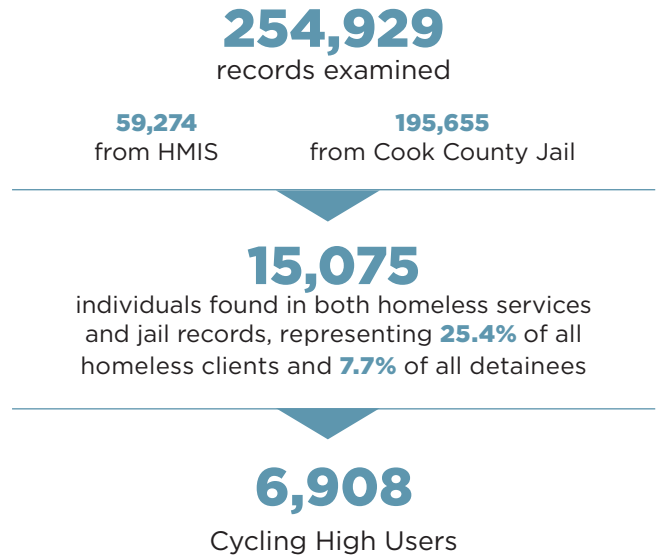 254,929
records examined
59,274
from HMIS
195,655
from Cook County Jail
15,075
individuals found in both homeless services
and jail records, representing 25.4% of all
homeless clients and 7.7% of all detainees
6,908
Cycling High Users